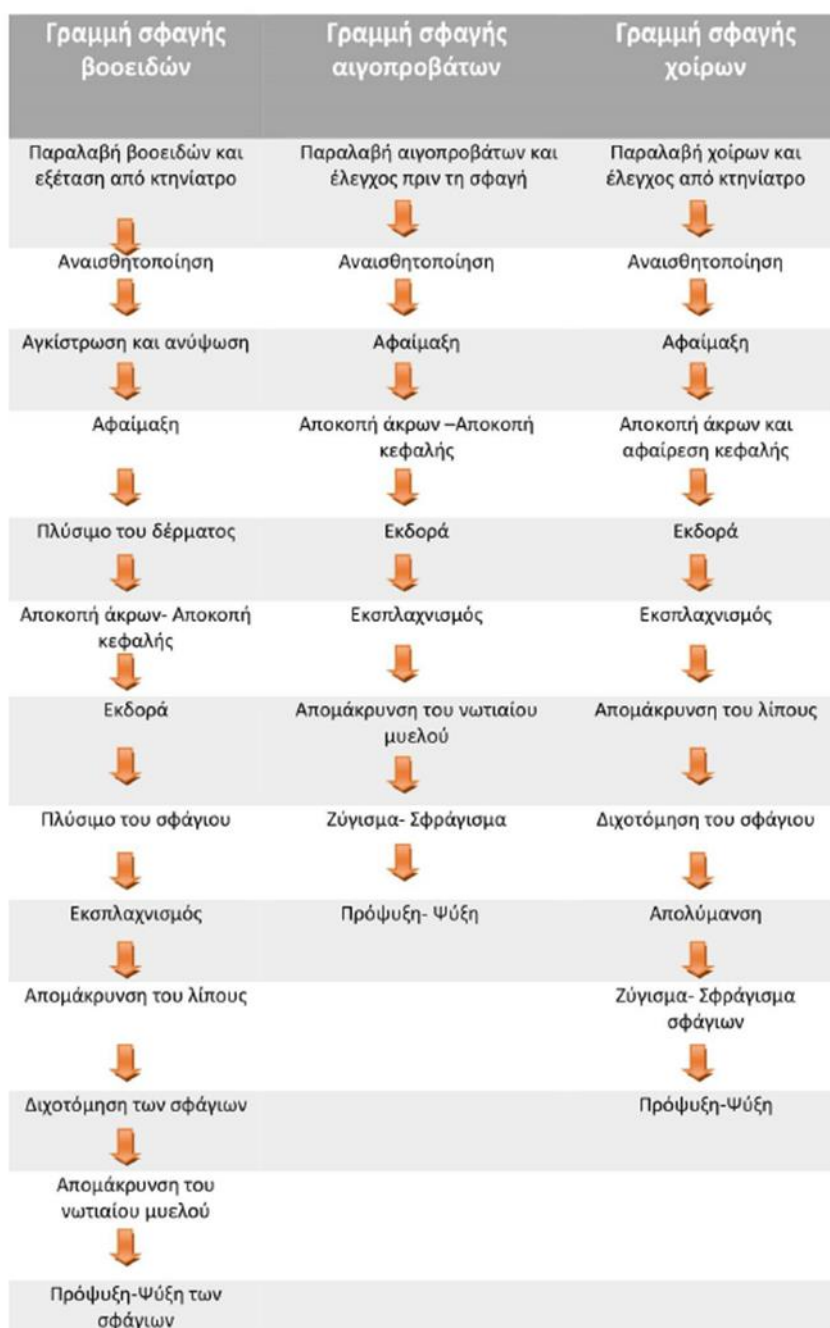 Γραμμή σφαγής
βοοειδών
Γραμμή σφαγής
αιγοπροβάτων
Γραμμή σφαγής
χοίρων
Παραλαβή βοοειδών και
εξέταση από κτηνίατρο
Παραλαβή αιγοπροβάτων και
έλεγχος πριν τη σφαγή
Παραλαβή χοίρων και
έλεγχος από κτηνίατρο
Αναισθητοποίηση
Αναισθητοποίηση
Αναισθητοποίηση
Αγκίστρωση και ανύψωση
Αφαίμαξη
Αφαίμαξη
Αφαίμαξη
Αποκοπή άκρων –Αποκοπή
κεφαλής
Αποκοπή άκρων και
αφαίρεση κεφαλής
Πλύσιμο του δέρματος
Εκδορά
Εκδορά
Αποκοπή άκρων- Αποκοπή
κεφαλής
Εκσπλαχνισμός
Εκσπλαχνισμός
Εκδορά
Απομάκρυνση του νωτιαίου
μυελού
Απομάκρυνση του λίπους
Πλύσιμο του σφάγιου
Ζύγισμα- Σφράγισμα
Διχοτόμηση του σφάγιου
Εκσπλαχνισμός
Πρόψυξη- Ψύξη
Απολύμανση
Απομάκρυνση του λίπους
Ζύγισμα- Σφράγισμα
σφάγιων
Διχοτόμηση των σφάγιων
Πρόψυξη-Ψύξη
Απομάκρυνση του
νωτιαίου μυελού
Πρόψυξη-Ψύξη των
σφάγιων